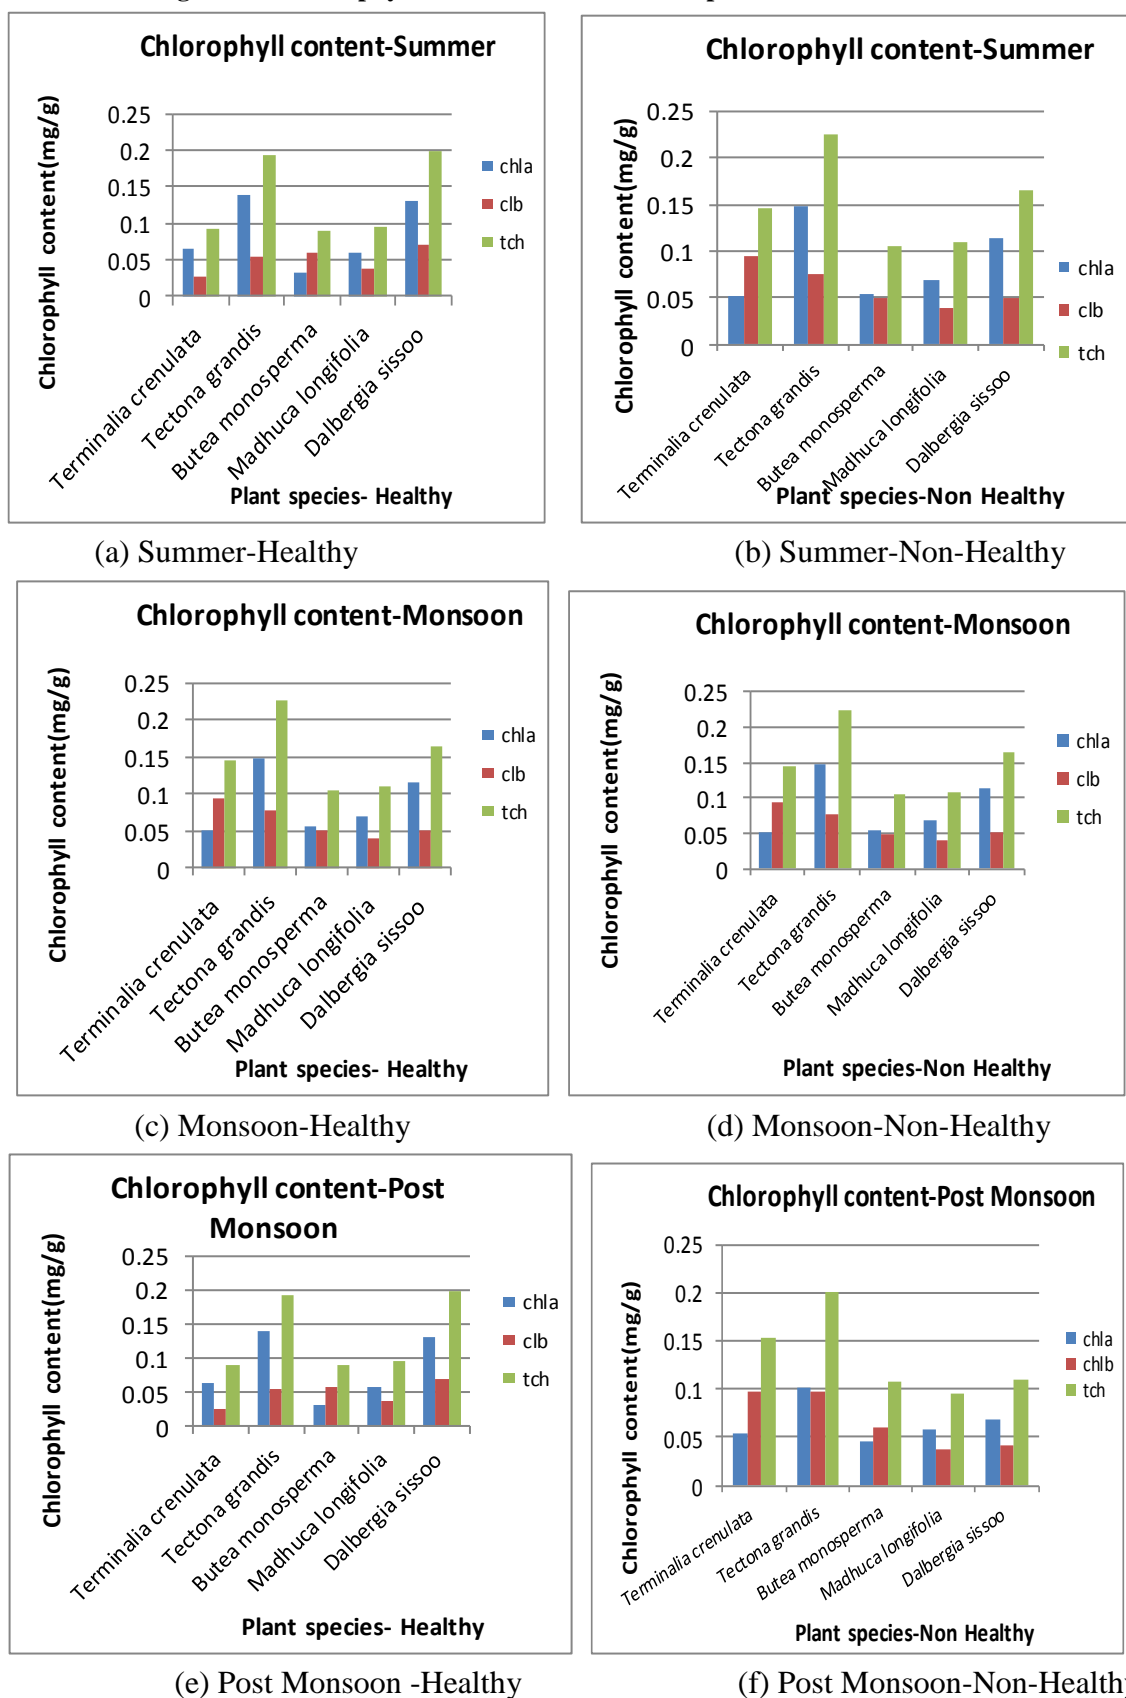 Chlorophyll content-Summer
Chlorophyll content(mg/g)
0.25
0.2
0.15
0.1
0.05
0
chla
clb
tch
Terminalia crenulata
Tectona grandis
Butea monosperma
Madhuca longifolia
Dalbergia sissoo
Plant species- Healthy
(a) Summer-Healthy
Chlorophyll content-Summer
Chlorophyll content(mg/g)
0.25
0.2
0.15
0.1
0.05
0
chla
clb
tch
Terminalia crenulata
Tectona grandis
Butea monosperma
Madhuca longifolia
Dalbergia sissoo
Plant species-Non Healthy
(b) Summer-Non-Healthy
Chlorophyll content-Monsoon
Chlorophyll content(mg/g)
0.25
0.2
0.15
0.1
0.05
0
chla
clb
tch
Terminalia crenulata
Tectona grandis
Butea monosperma
Madhuca longifolia
Dalbergia sissoo
Plant species- Healthy
(c) Monsoon-Healthy
Chlorophyll content-Monsoon
Chlorophyll content(mg/g)
0.25
0.2
0.15
0.1
0.05
0
chla
clb
tch
Terminalia crenulata
Tectona grandis
Butea monosperma
Madhuca longifolia
Dalbergia sissoo
Plant species-Non Healthy
(d) Monsoon-Non-Healthy
Chlorophyll content-Post
Monsoon
Chlorophyll content(mg/g)
0.25
0.2
0.15
0.1
0.05
0
chla
clb
tch
Terminalia crenulata
Tectona grandis
Butea monosperma
Madhuca longifolia
Dalbergia sissoo
Plant species- Healthy
(e) Post Monsoon -Healthy
Chlorophyll content-Post Monsoon
Chlorophyll content(mg/g)
0.25
0.2
0.15
0.1
0.05
0
chla
chlb
tch
Terminalia crenulata
Tectona grandis
Butea monosperma
Madhuca longifolia
Dalbergia sissoo
Plant species-Non Healthy
(f) Post Monsoon-Non-Health